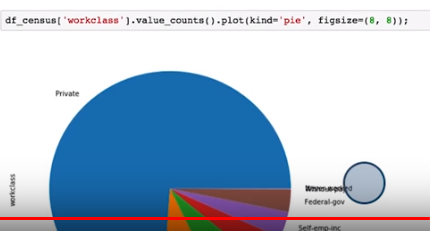 df_census['workclass'].value_counts().plot(kind='pie', figsize=(8, 8));
Private
workclass
Federal-gov
Self-emp-inc